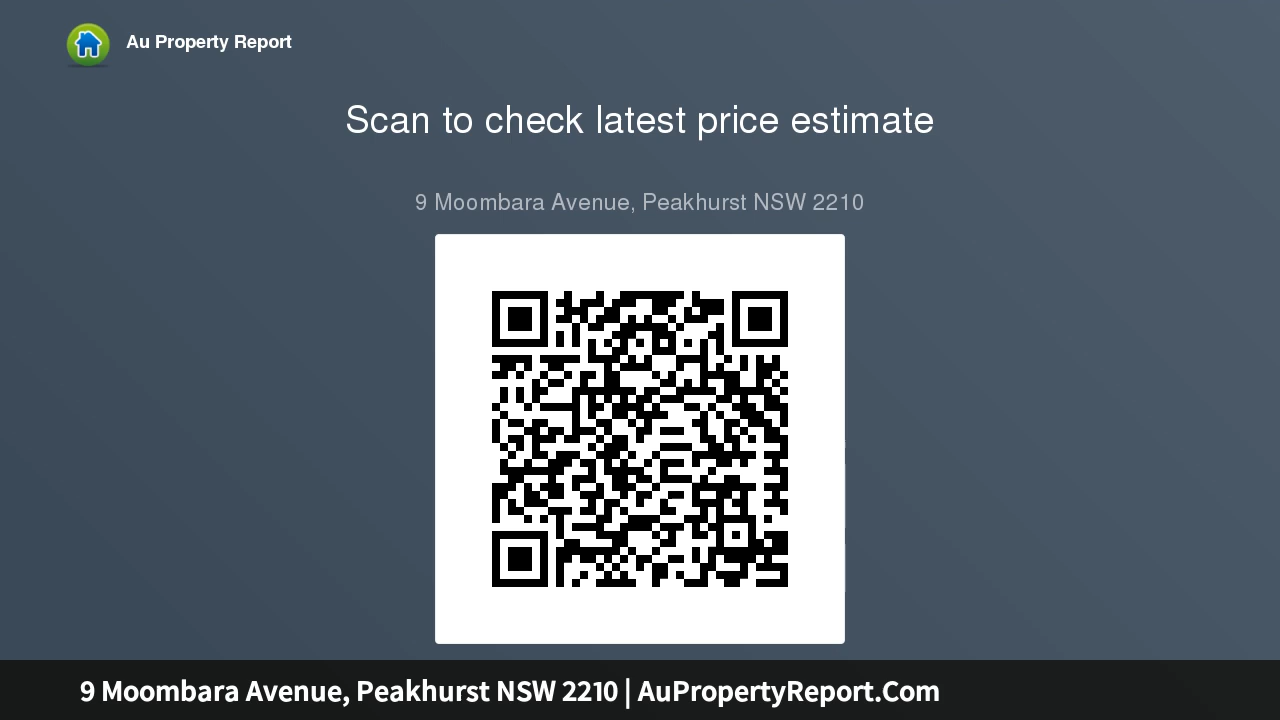 Au Property Report
Scan to check latest price estimate
9 Moombara Avenue, Peakhurst NSW 2210
9 Moombara Avenue, Peakhurst NSW 2210 | AuPropertyReport.Com